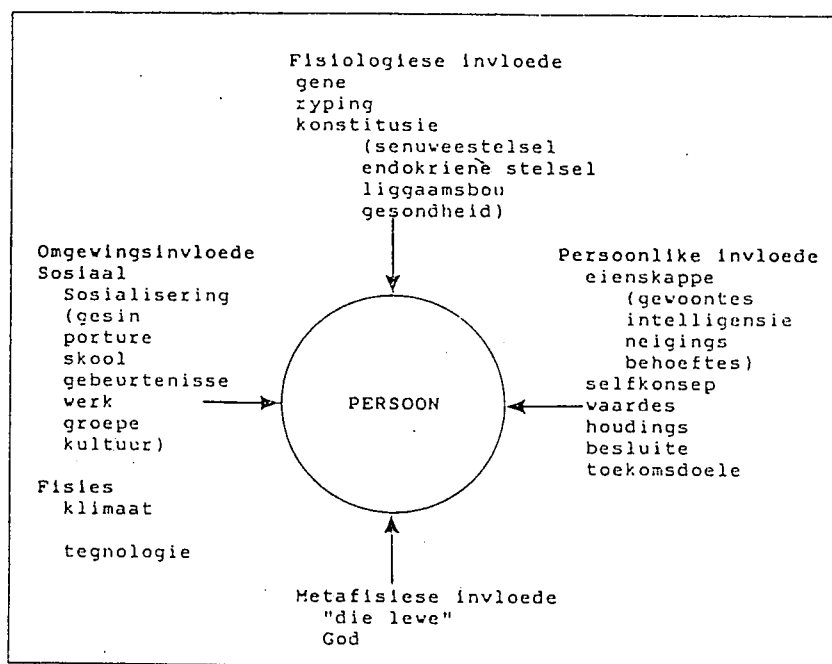 Fisiologiese invloede
gene
ryping
konstitusie
(senuweestelsel
endokriene stelsel
liggaamsbou
gesondheid)
Omgewingsinvloede
Sosiaal
Sosialisering
(gesin
porture
skool
gebeurtenisse
werk
groepe
kultuur)
Fisies
klimaat
tegnologie
PERSOON
Persoonlike invloede
eienskappe
(gewoontes
intelligensie
neigings
behoeftes)
selfkonsep
waardes
houdings
besluite
toekomsdoele
Metafisiese invloede
"die lewe"
God